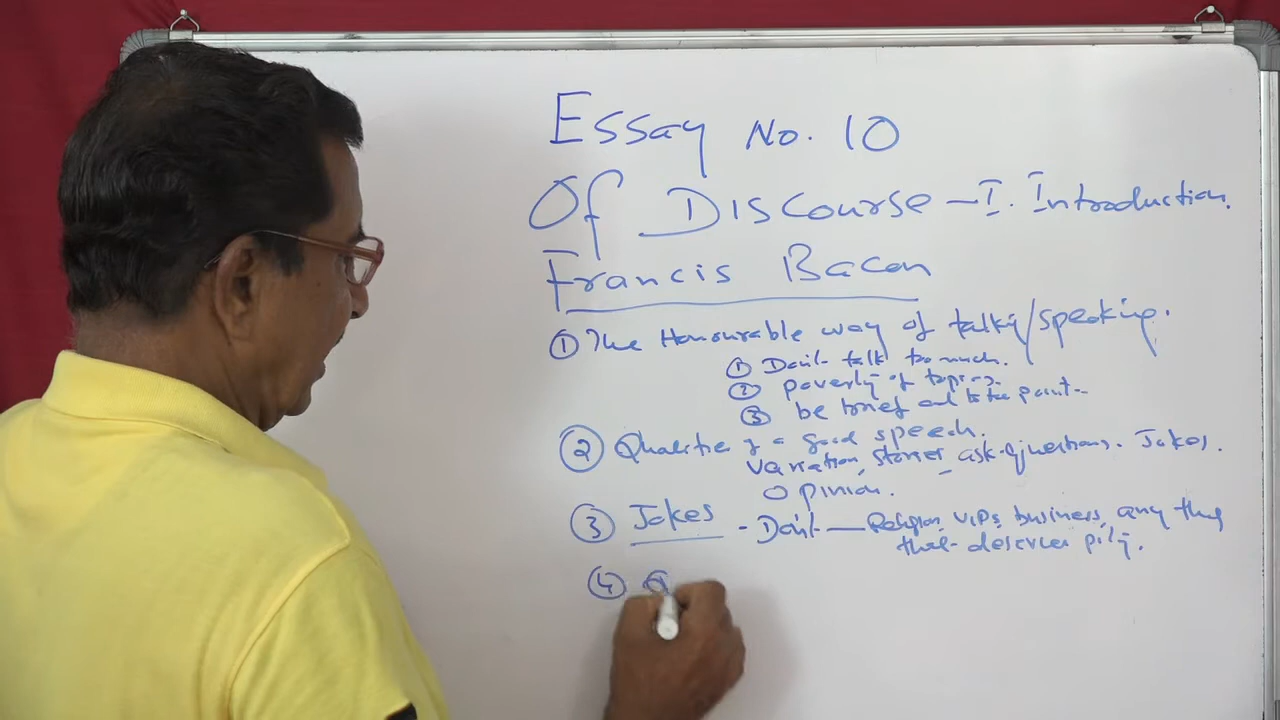 Essay No. 10
Of Discourse - I. Introduction.
Francis Bacon
① The Honourable way of talking/speaking.
① Don't talk too much.
② poverty of topics.
③ be brief and to the point.
② Qualities of a good speech.
Variation, stories, ask-questions. Jokes.
Opinion.
③ Jokes - Don't — Religion, VIPs, business, any thing
that deserves pity.
④